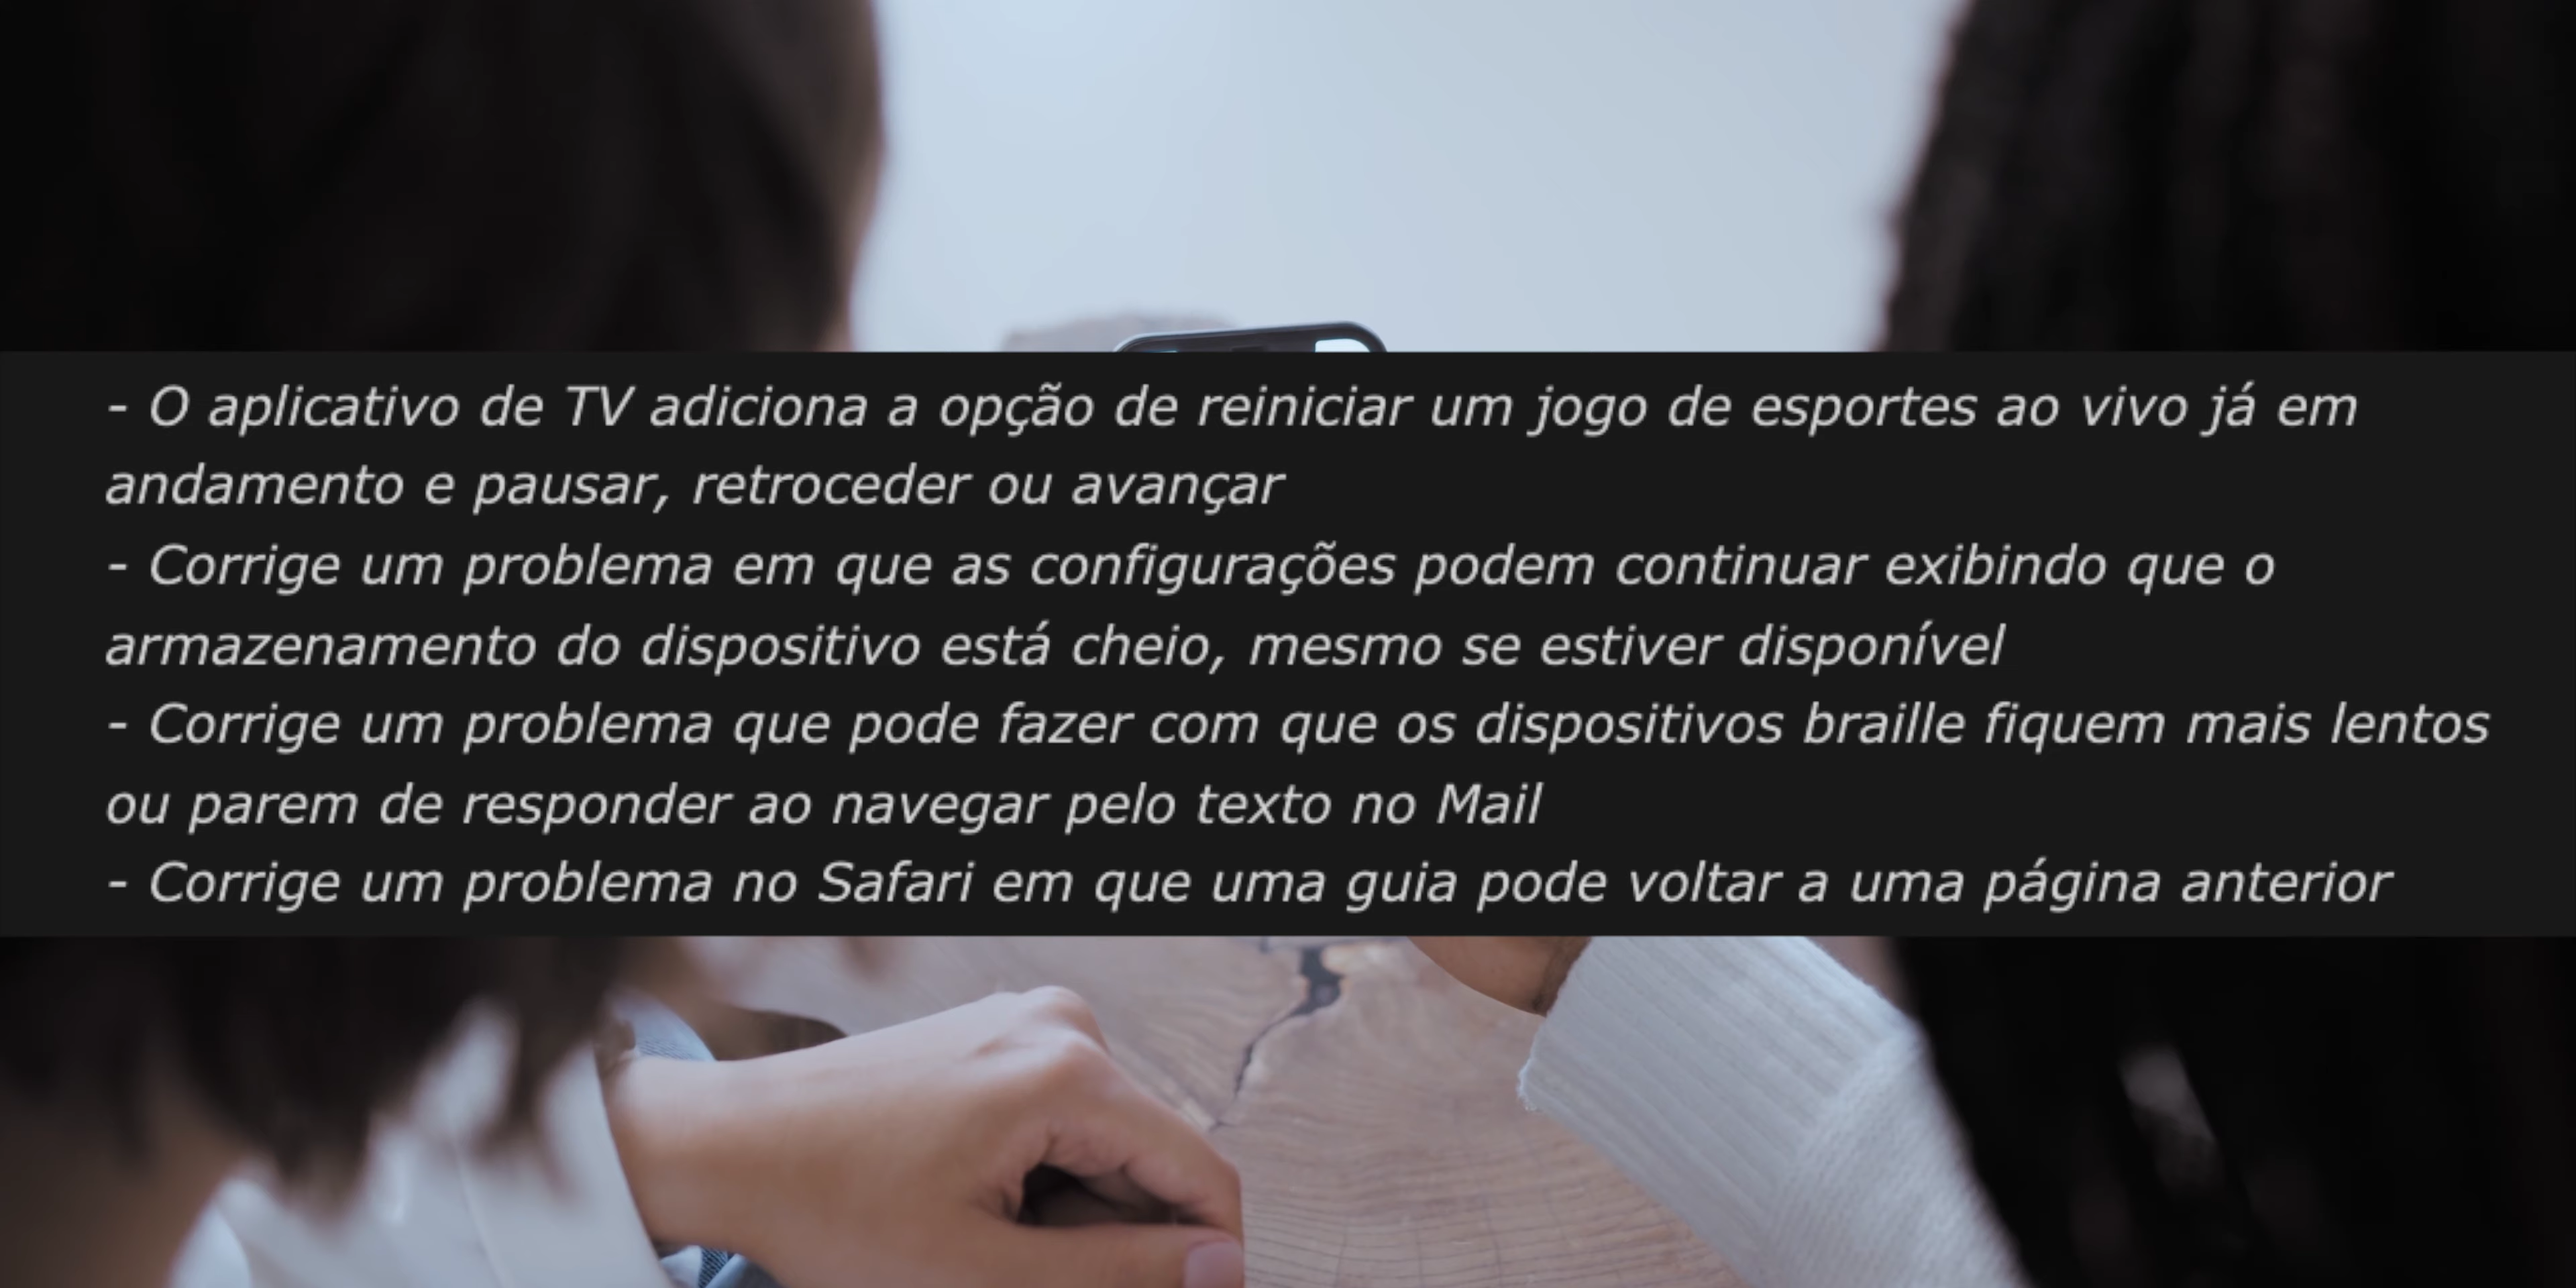 - O aplicativo de TV adiciona a opção de reiniciar um jogo de esportes ao vivo já em
andamento e pausar, retroceder ou avançar
- Corrige um problema em que as configurações podem continuar exibindo que o
armazenamento do dispositivo está cheio, mesmo se estiver disponível
- Corrige um problema que pode fazer com que os dispositivos braille fiquem mais lentos
ou parem de responder ao navegar pelo texto no Mail
- Corrige um problema no Safari em que uma guia pode voltar a uma página anterior